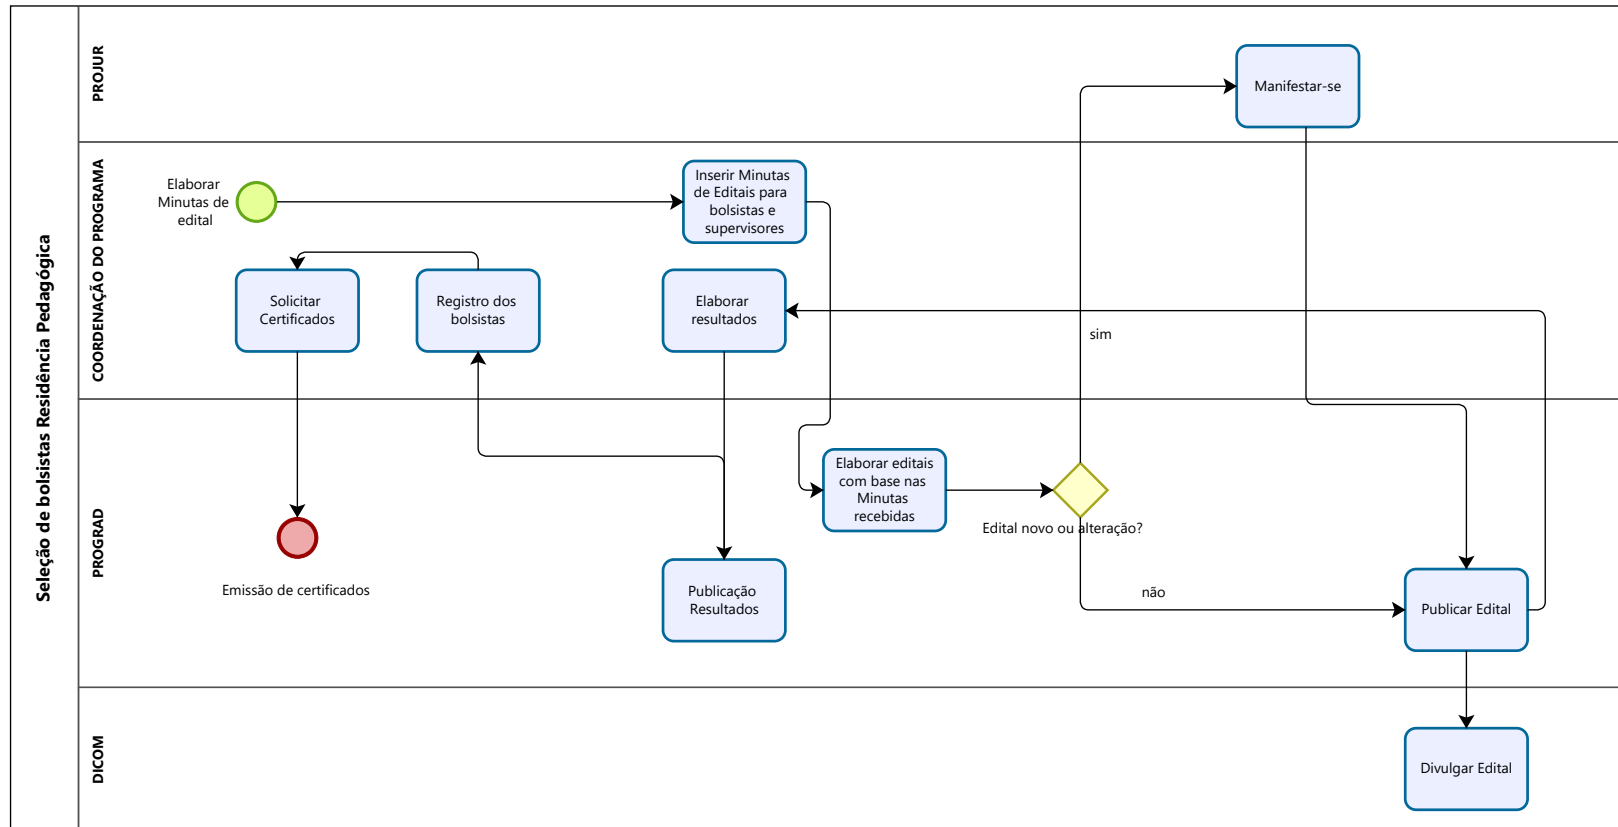 Seleção de bolsistas Residência Pedagógica
PROJUR
Manifestar-se
COORDENAÇÃO DO PROGRAMA
Elaborar
Minutas de
edital
Inserir Minutas
de Editais para
bolsistas e
supervisores
Solicitar
Certificados
Registro dos
bolsistas
Elaborar
resultados
sim
PROGRAD
Elaborar editais
com base nas
Minutas
recebidas
Edital novo ou alteração?
Emissão de certificados
Publicação
Resultados
não
Publicar Edital
DICOM
Divulgar Edital